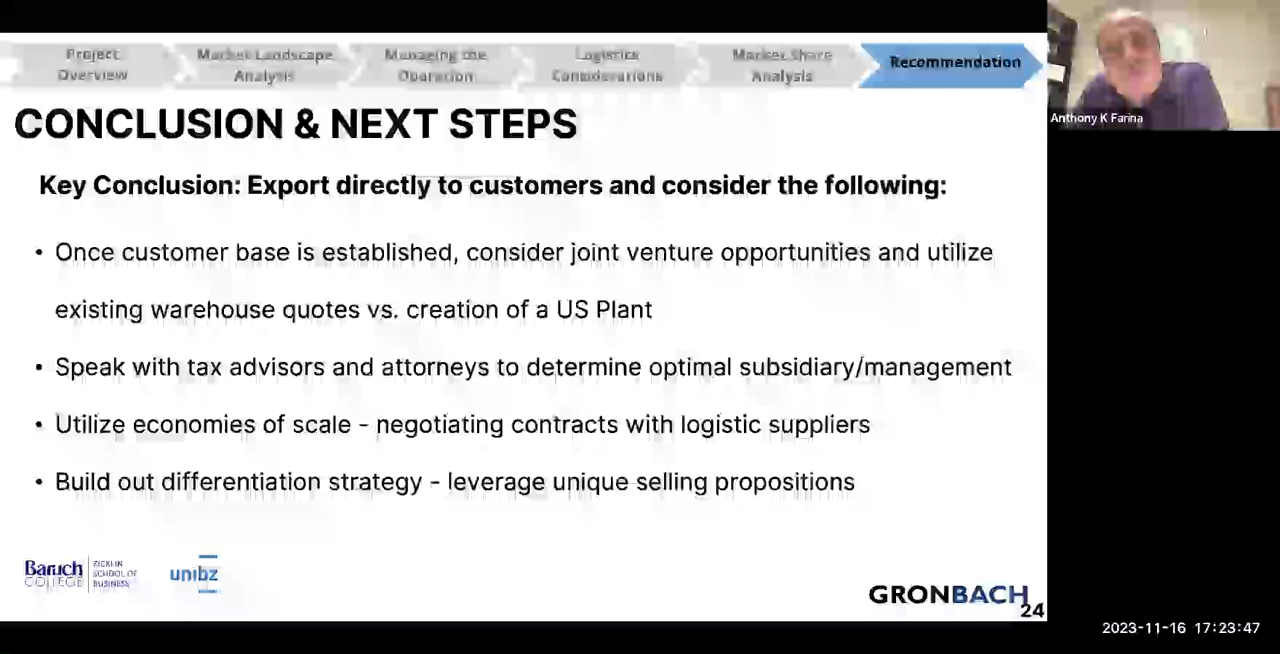 Project
Overview
Market Landscape
Analysis
Managing the
Operation
Logistics
Considerations
Market Share
Analysis
Recommendation
Anthony K Farina
CONCLUSION & NEXT STEPS
Key Conclusion: Export directly to customers and consider the following:
• Once customer base is established, consider joint venture opportunities and utilize
existing warehouse quotes vs. creation of a US Plant
• Speak with tax advisors and attorneys to determine optimal subsidiary/management
• Utilize economies of scale - negotiating contracts with logistic suppliers
• Build out differentiation strategy - leverage unique selling propositions
Baruch
COLLEGE
ZICKLIN
SCHOOL OF
BUSINESS
unibz
GRONBACH
24
2023-11-16 17:23:47